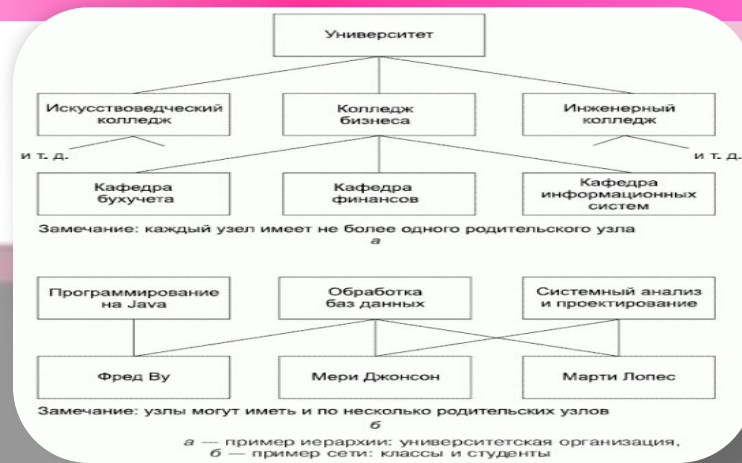 Университет
Искусствоведческий
колледж
Колледж
бизнеса
Инженерный
колледж
и т. д.
и т. д.
Кафедра
бухучета
Кафедра
финансов
Кафедра
информационных
систем
Замечание: каждый узел имеет не более одного родительского узла
а
Программирование
на Java
Обработка
баз данных
Системный анализ
и проектирование
Фред Ву
Мери Джонсон
Марти Лопес
Замечание: узлы могут иметь и по несколько родительских узлов
б
а — пример иерархии: университетская организация,
б — пример сети: классы и студенты